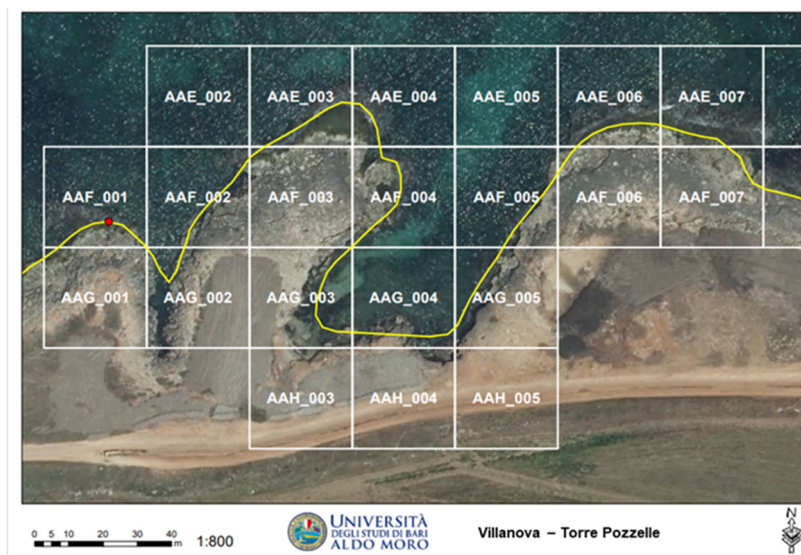 AAE_002 AAE_003 AAE_004 AAE_005 AAE_006 AAE_007
AAF_001 AAF_002 AAF_003 AAF_004 AAF_005 AAF_006 AAF_007
AAG_001 AAG_002 AAG_003 AAG_004 AAG_005
AAH_003 AAH_004 AAH_005
0 5 10 20 30 40 m
1:800
UNIVERSITÀ
DEGLI STUDI DI BARI
ALDO MORO
Villanova – Torre Pozzelle
N